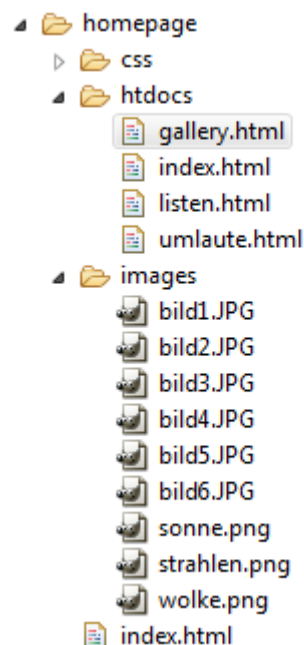 homepage
css
htdocs
gallery.html
index.html
listen.html
umlaute.html
images
bild1.JPG
bild2.JPG
bild3.JPG
bild4.JPG
bild5.JPG
bild6.JPG
sonne.png
strahlen.png
wolke.png
index.html